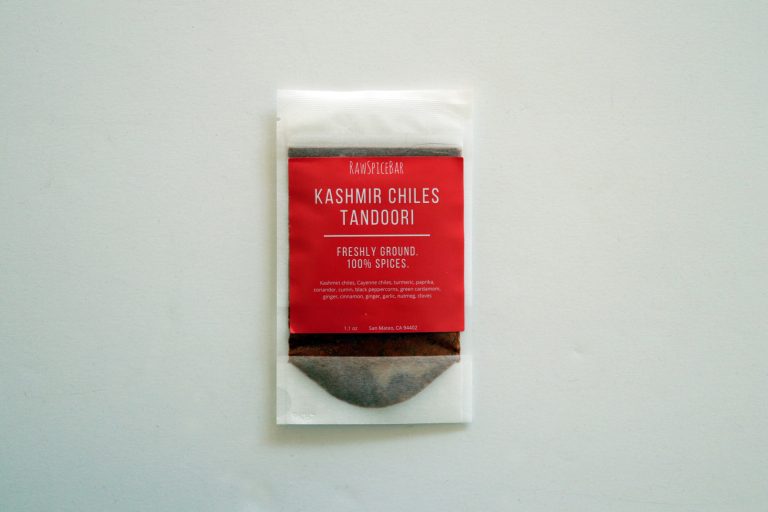 RAWSPICEBAR
KASHMIR CHILES
TANDOORI
FRESHLY GROUND.
100% SPICES.
Kashmiri chiles, Cayenne chiles, turmeric, paprika,
coriander, cumin, black peppercorns, green cardamom,
ginger, cinnamon, ginger, garlic, nutmeg, cloves
1.1 oz San Mateo, CA 94402